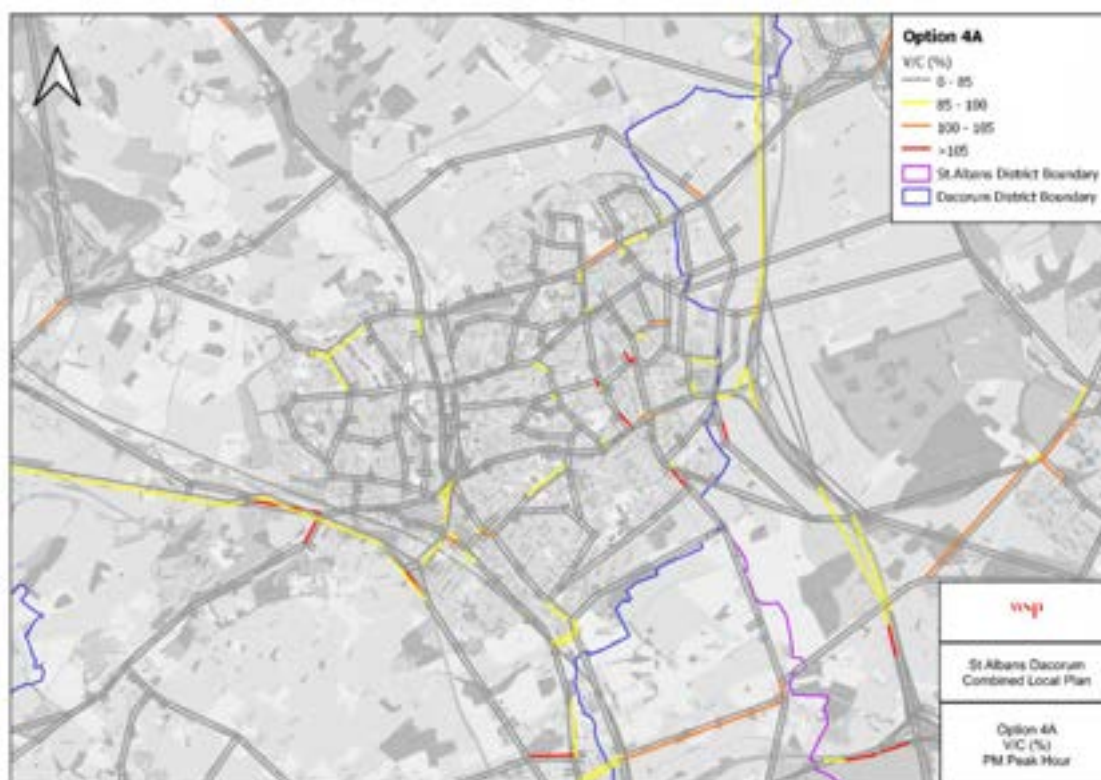 Option 4A
V/C (%)
0 - 85
85 - 100
100 - 105
>105
St.Albans District Boundary
Dacorum District Boundary
wsp
St Albans Dacorum
Combined Local Plan
Option 4A
V/C (%)
PM Peak Hour